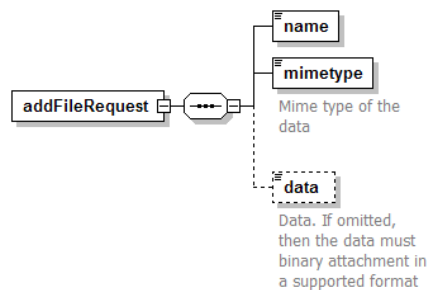 name
mimetype
Mime type of the
data
addFileRequest
data
Data. If omitted,
then the data must
binary attachment in
a supported format